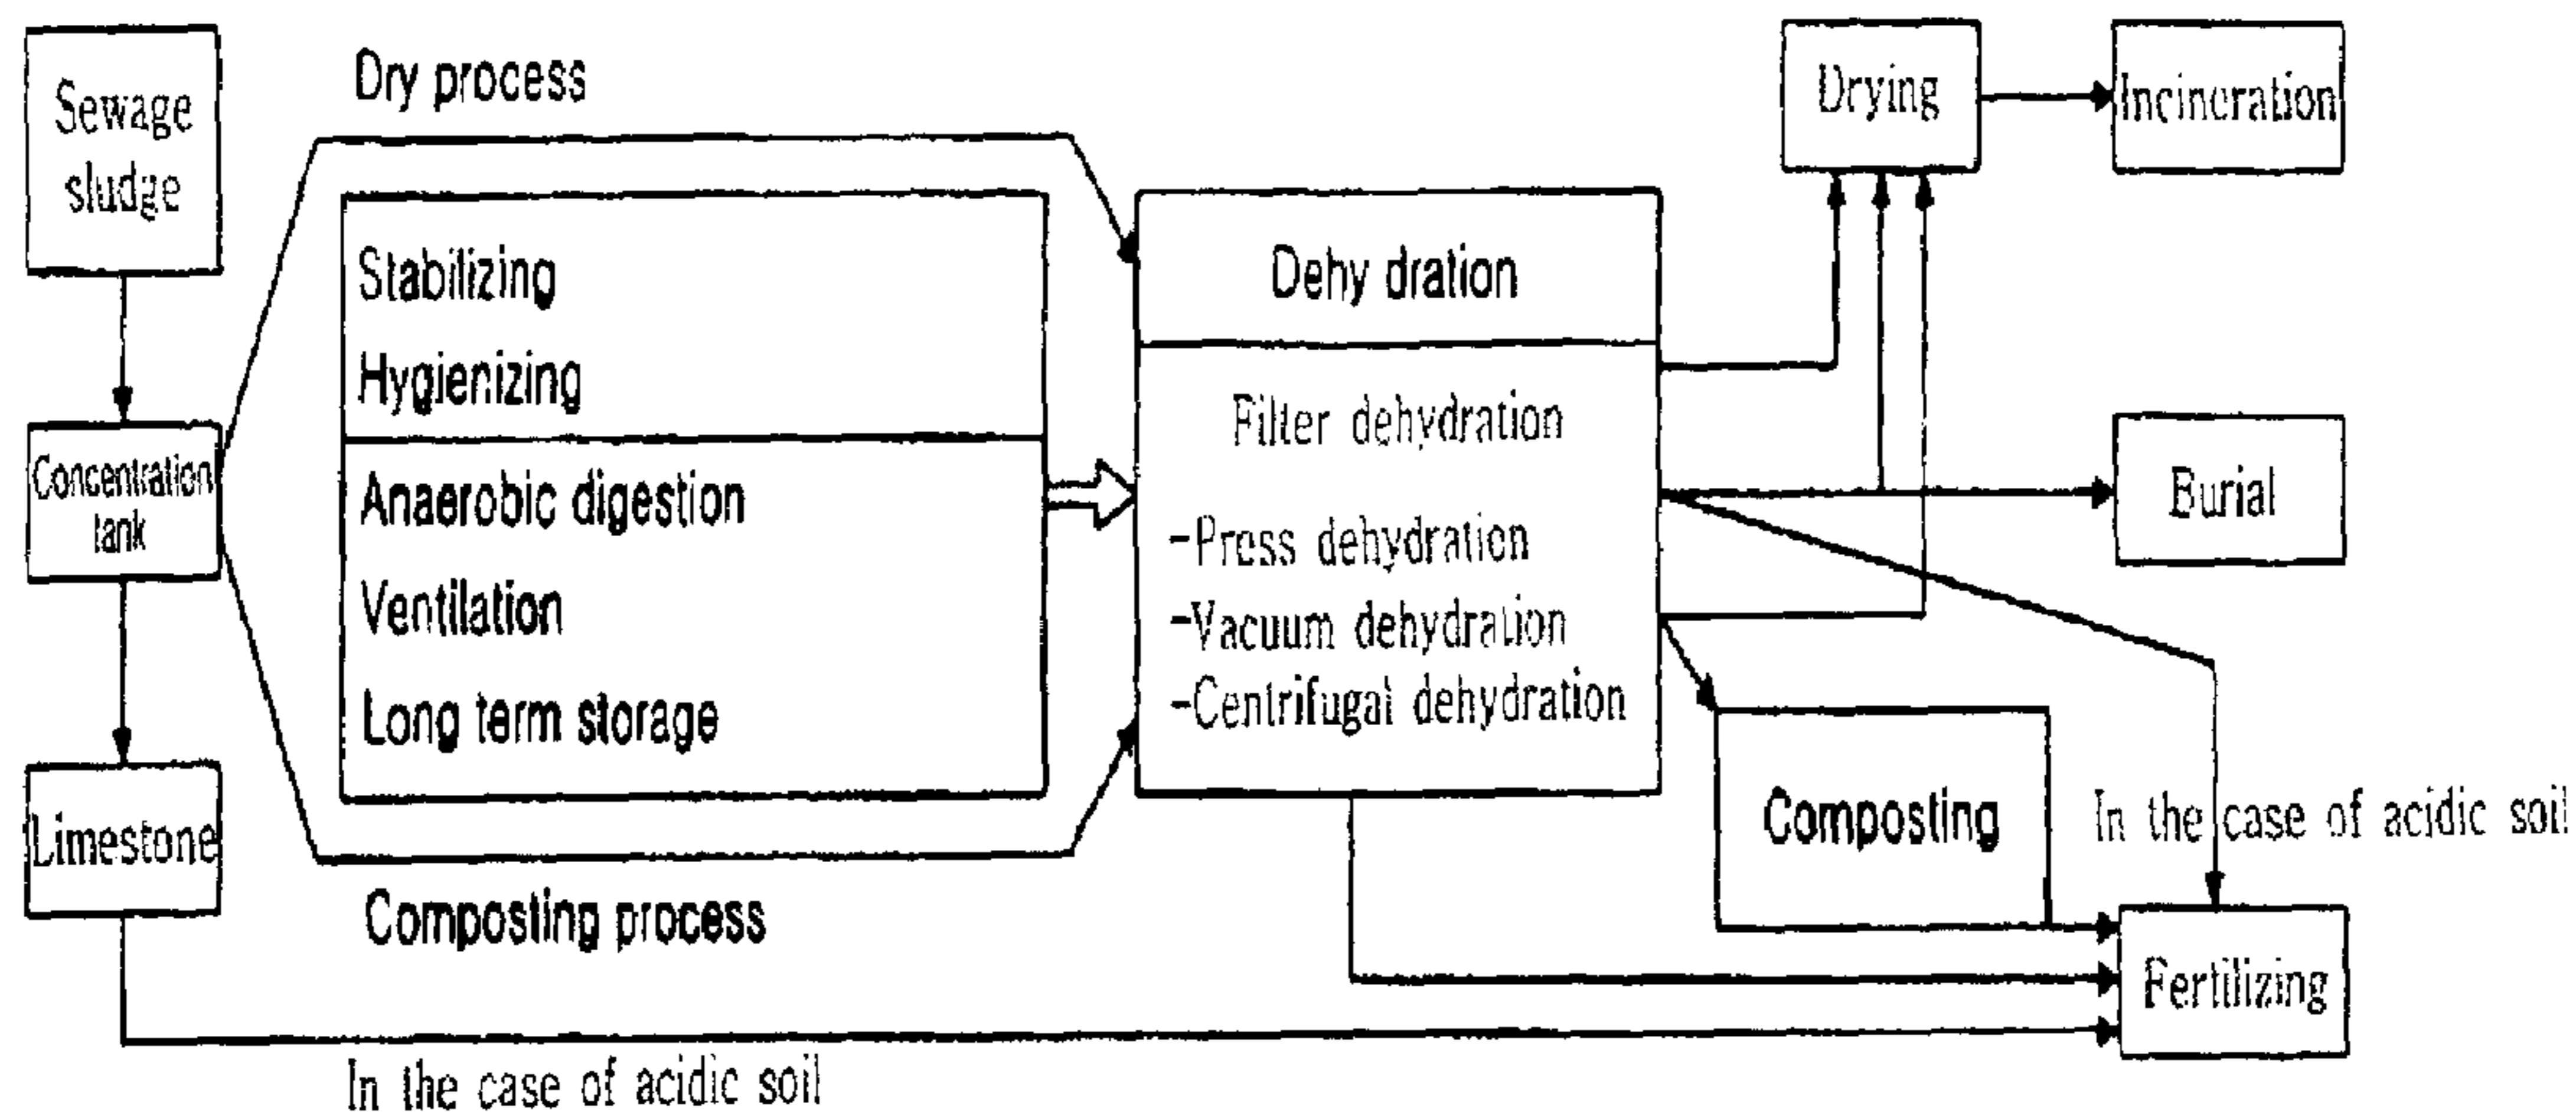 Sewage
sludge
Concentration
tank
Limestone
Dry process
Stabilizing
Hygienizing
Anaerobic digestion
Ventilation
Long term storage
Composting process
In the case of acidic soil
Dehy dration
Filter dehydration
-Press dehydration
-Vacuum dehydration
-Centrifugal dehydration
Drying
Incineration
Burial
Composting
In the case of acidic soil
Fertilizing